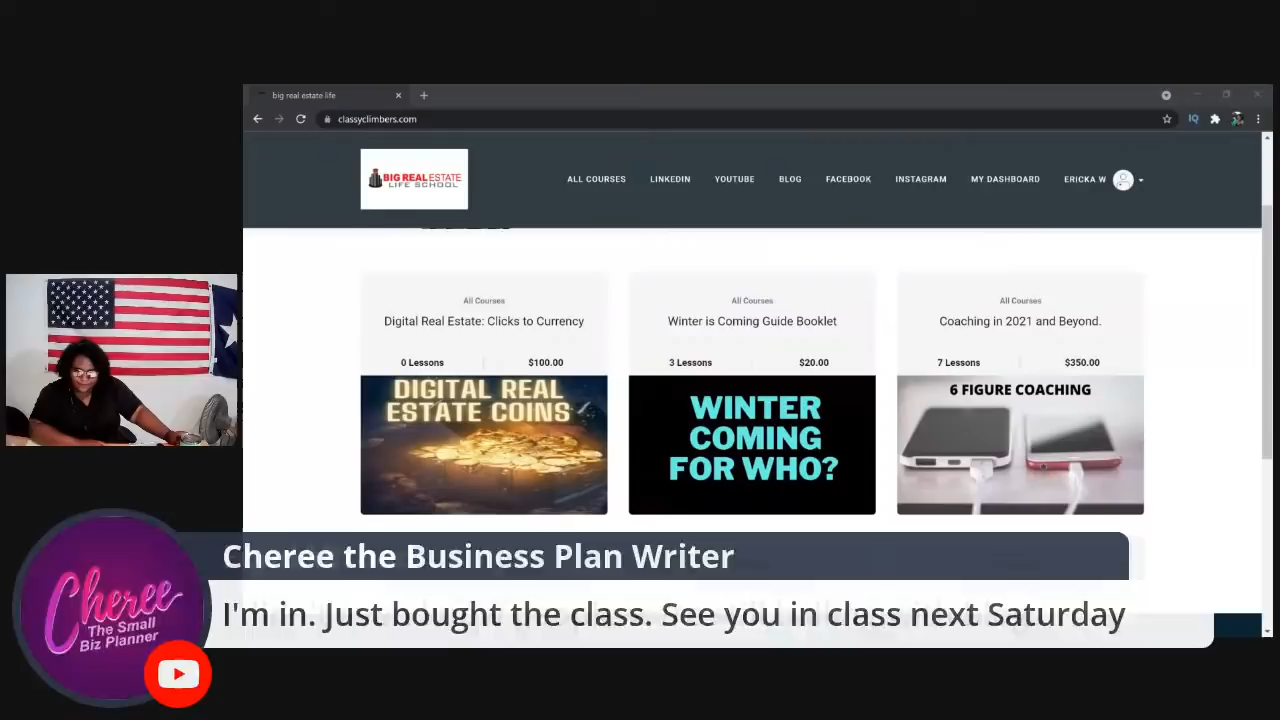 big real estate life
classyclimbers.com
IQ
BIG REAL ESTATE
LIFE SCHOOL
ALL COURSES
LINKEDIN
YOUTUBE
BLOG
FACEBOOK
INSTAGRAM
MY DASHBOARD
ERICKA W
All Courses
Digital Real Estate: Clicks to Currency
0 Lessons
$100.00
DIGITAL REAL
ESTATE COINS
All Courses
Winter is Coming Guide Booklet
3 Lessons
$20.00
WINTER
COMING
FOR WHO?
All Courses
Coaching in 2021 and Beyond.
7 Lessons
$350.00
6 FIGURE COACHING
Cheree
The Small
Biz Planner
Cheree the Business Plan Writer
I'm in. Just bought the class. See you in class next Saturday